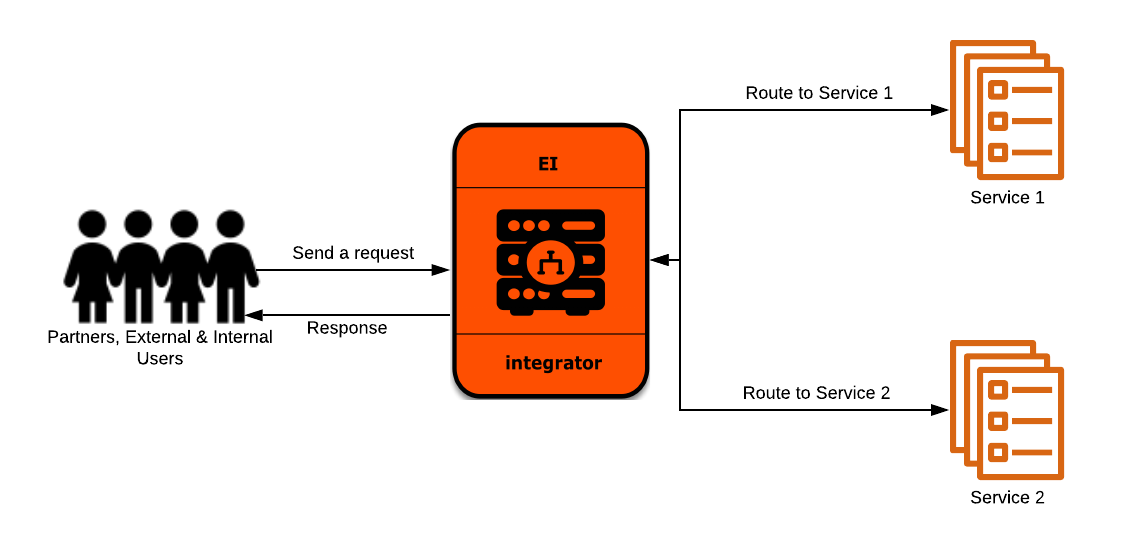 Route to Service 1
Service 1
EI
Send a request
Response
Partners, External & Internal
Users
integrator
Route to Service 2
Service 2